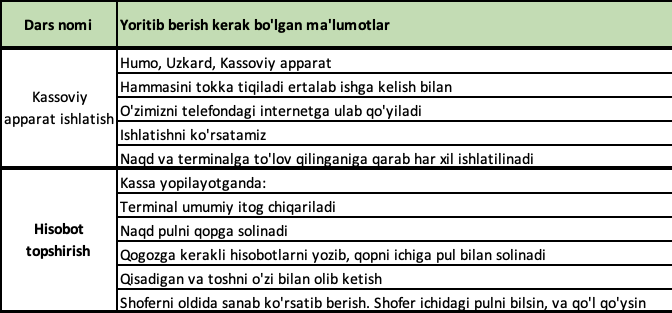 Dars nomi
Yoritib berish kerak bo'lgan ma'lumotlar
Kassoviy
apparat ishlatish
Humo, Uzkard, Kassoviy apparat
Hammasini tokka tiqiladi ertalab ishga kelish bilan
O'zimizni telefondagi internetga ulab qo'yiladi
Ishlatishni ko'rsatamiz
Naqd va terminalga to'lov qilinganiga qarab har xil ishlatilinadi
Hisobot
topshirish
Kassa yopilayotganda:
Terminal umumiy itog chiqariladi
Naqd pulni qopga solinadi
Qogozga kerakli hisobotlarni yozib, qopni ichiga pul bilan solinadi
Qisadigan va toshni o'zi bilan olib ketish
Shoferni oldida sanab ko'rsatib berish. Shofer ichidagi pulni bilsin, va qo'l qo'ysin